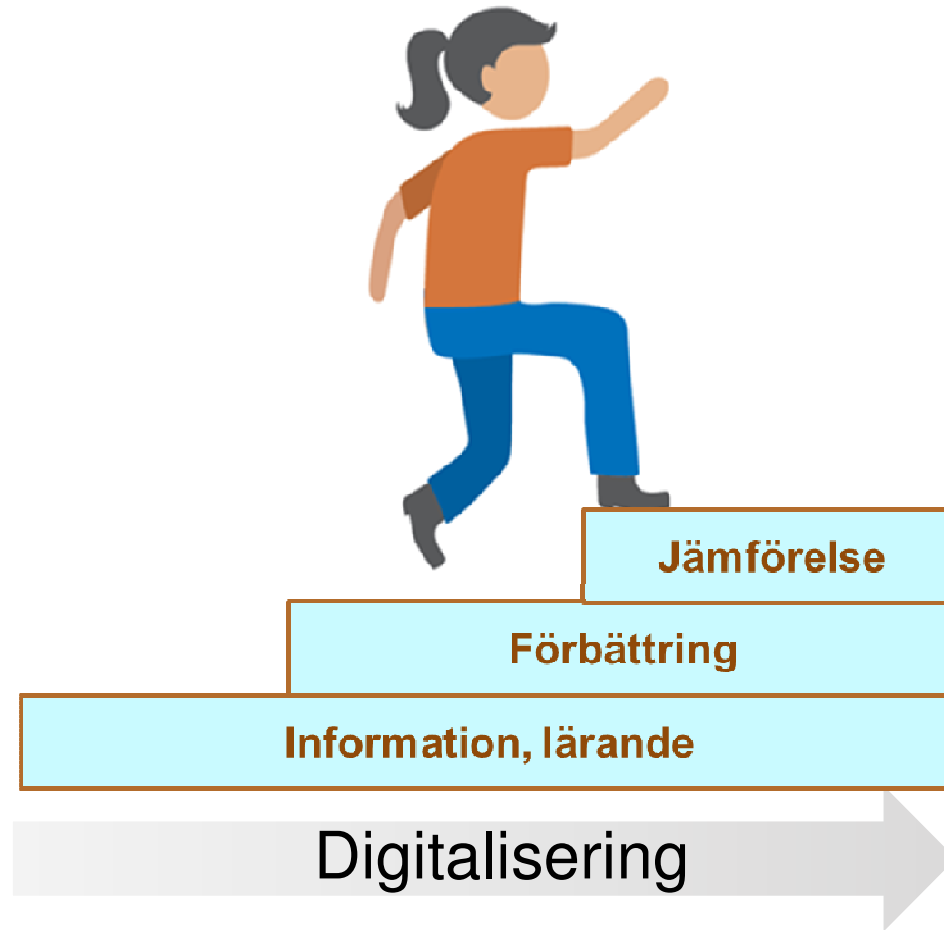 Jämförelse
Förbättring
Information, lärande
Digitalisering